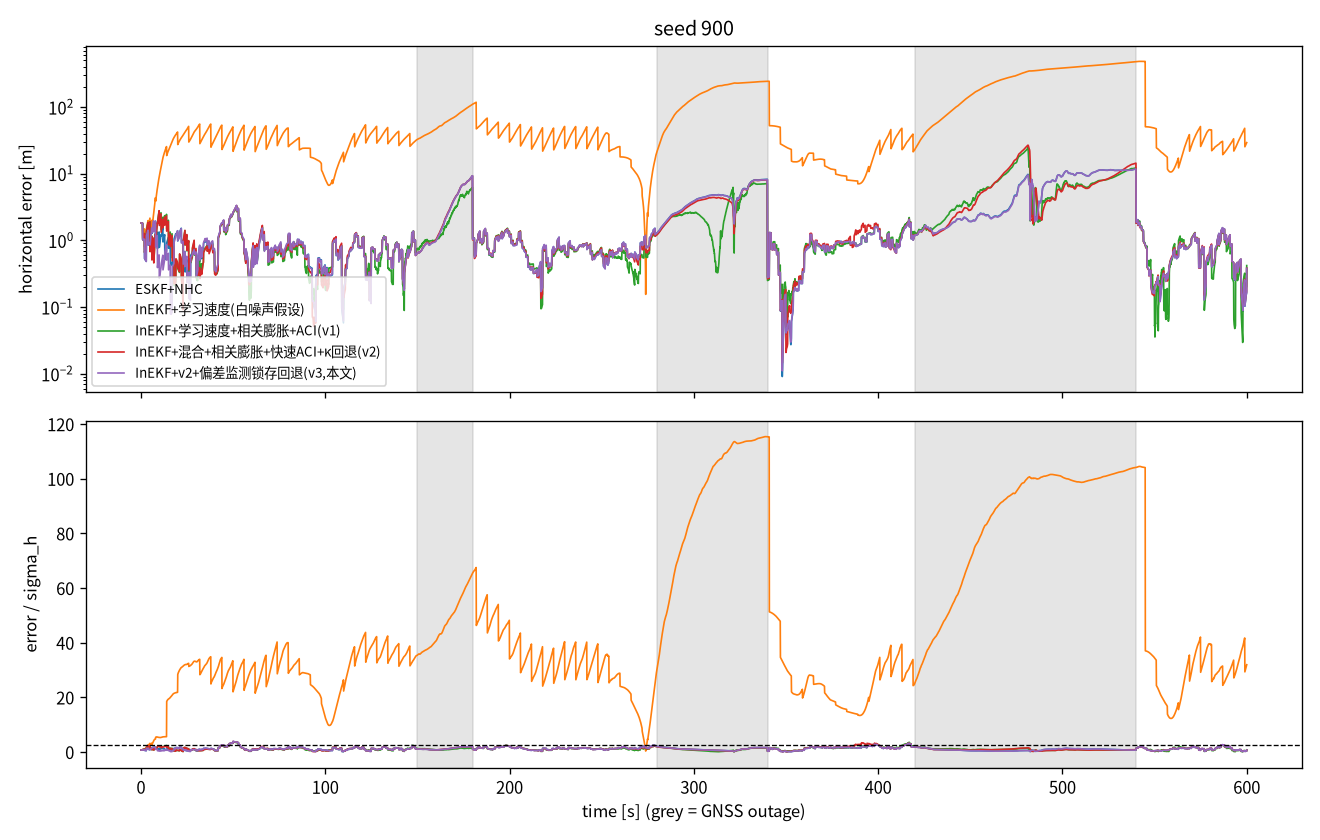 seed 900
horizontal error [m]
10²
10¹
10⁰
10⁻¹
10⁻²
ESKF+NHC
InEKF+学习速度(白噪声假设)
InEKF+学习速度+相关膨胀+ACI(v1)
InEKF+混合+相关膨胀+快速ACI+κ回退(v2)
InEKF+v2+偏差监测锁存回退(v3,本文)
error / sigma_h
120
100
80
60
40
20
0
0 100 200 300 400 500 600
time [s] (grey = GNSS outage)